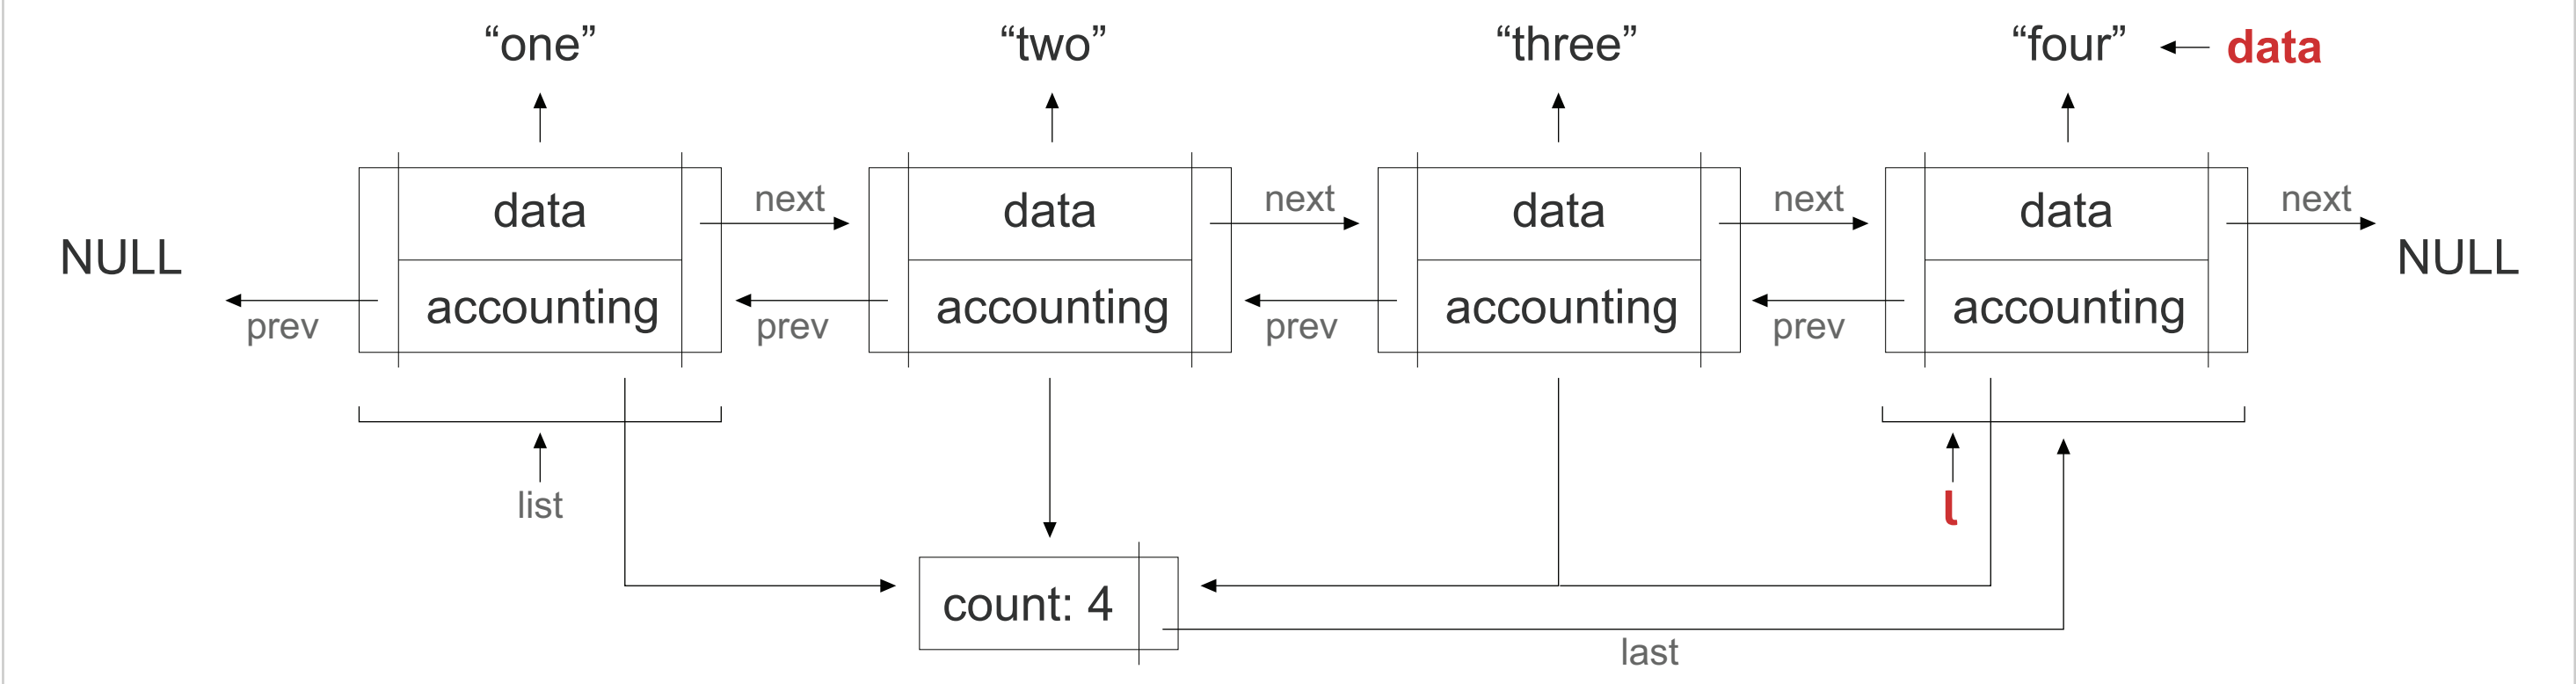 “one”
“two”
“three”
“four”
data
data
next
data
next
data
next
data
next
NULL
NULL
accounting
accounting
accounting
accounting
prev
prev
prev
prev
list
l
count: 4
last